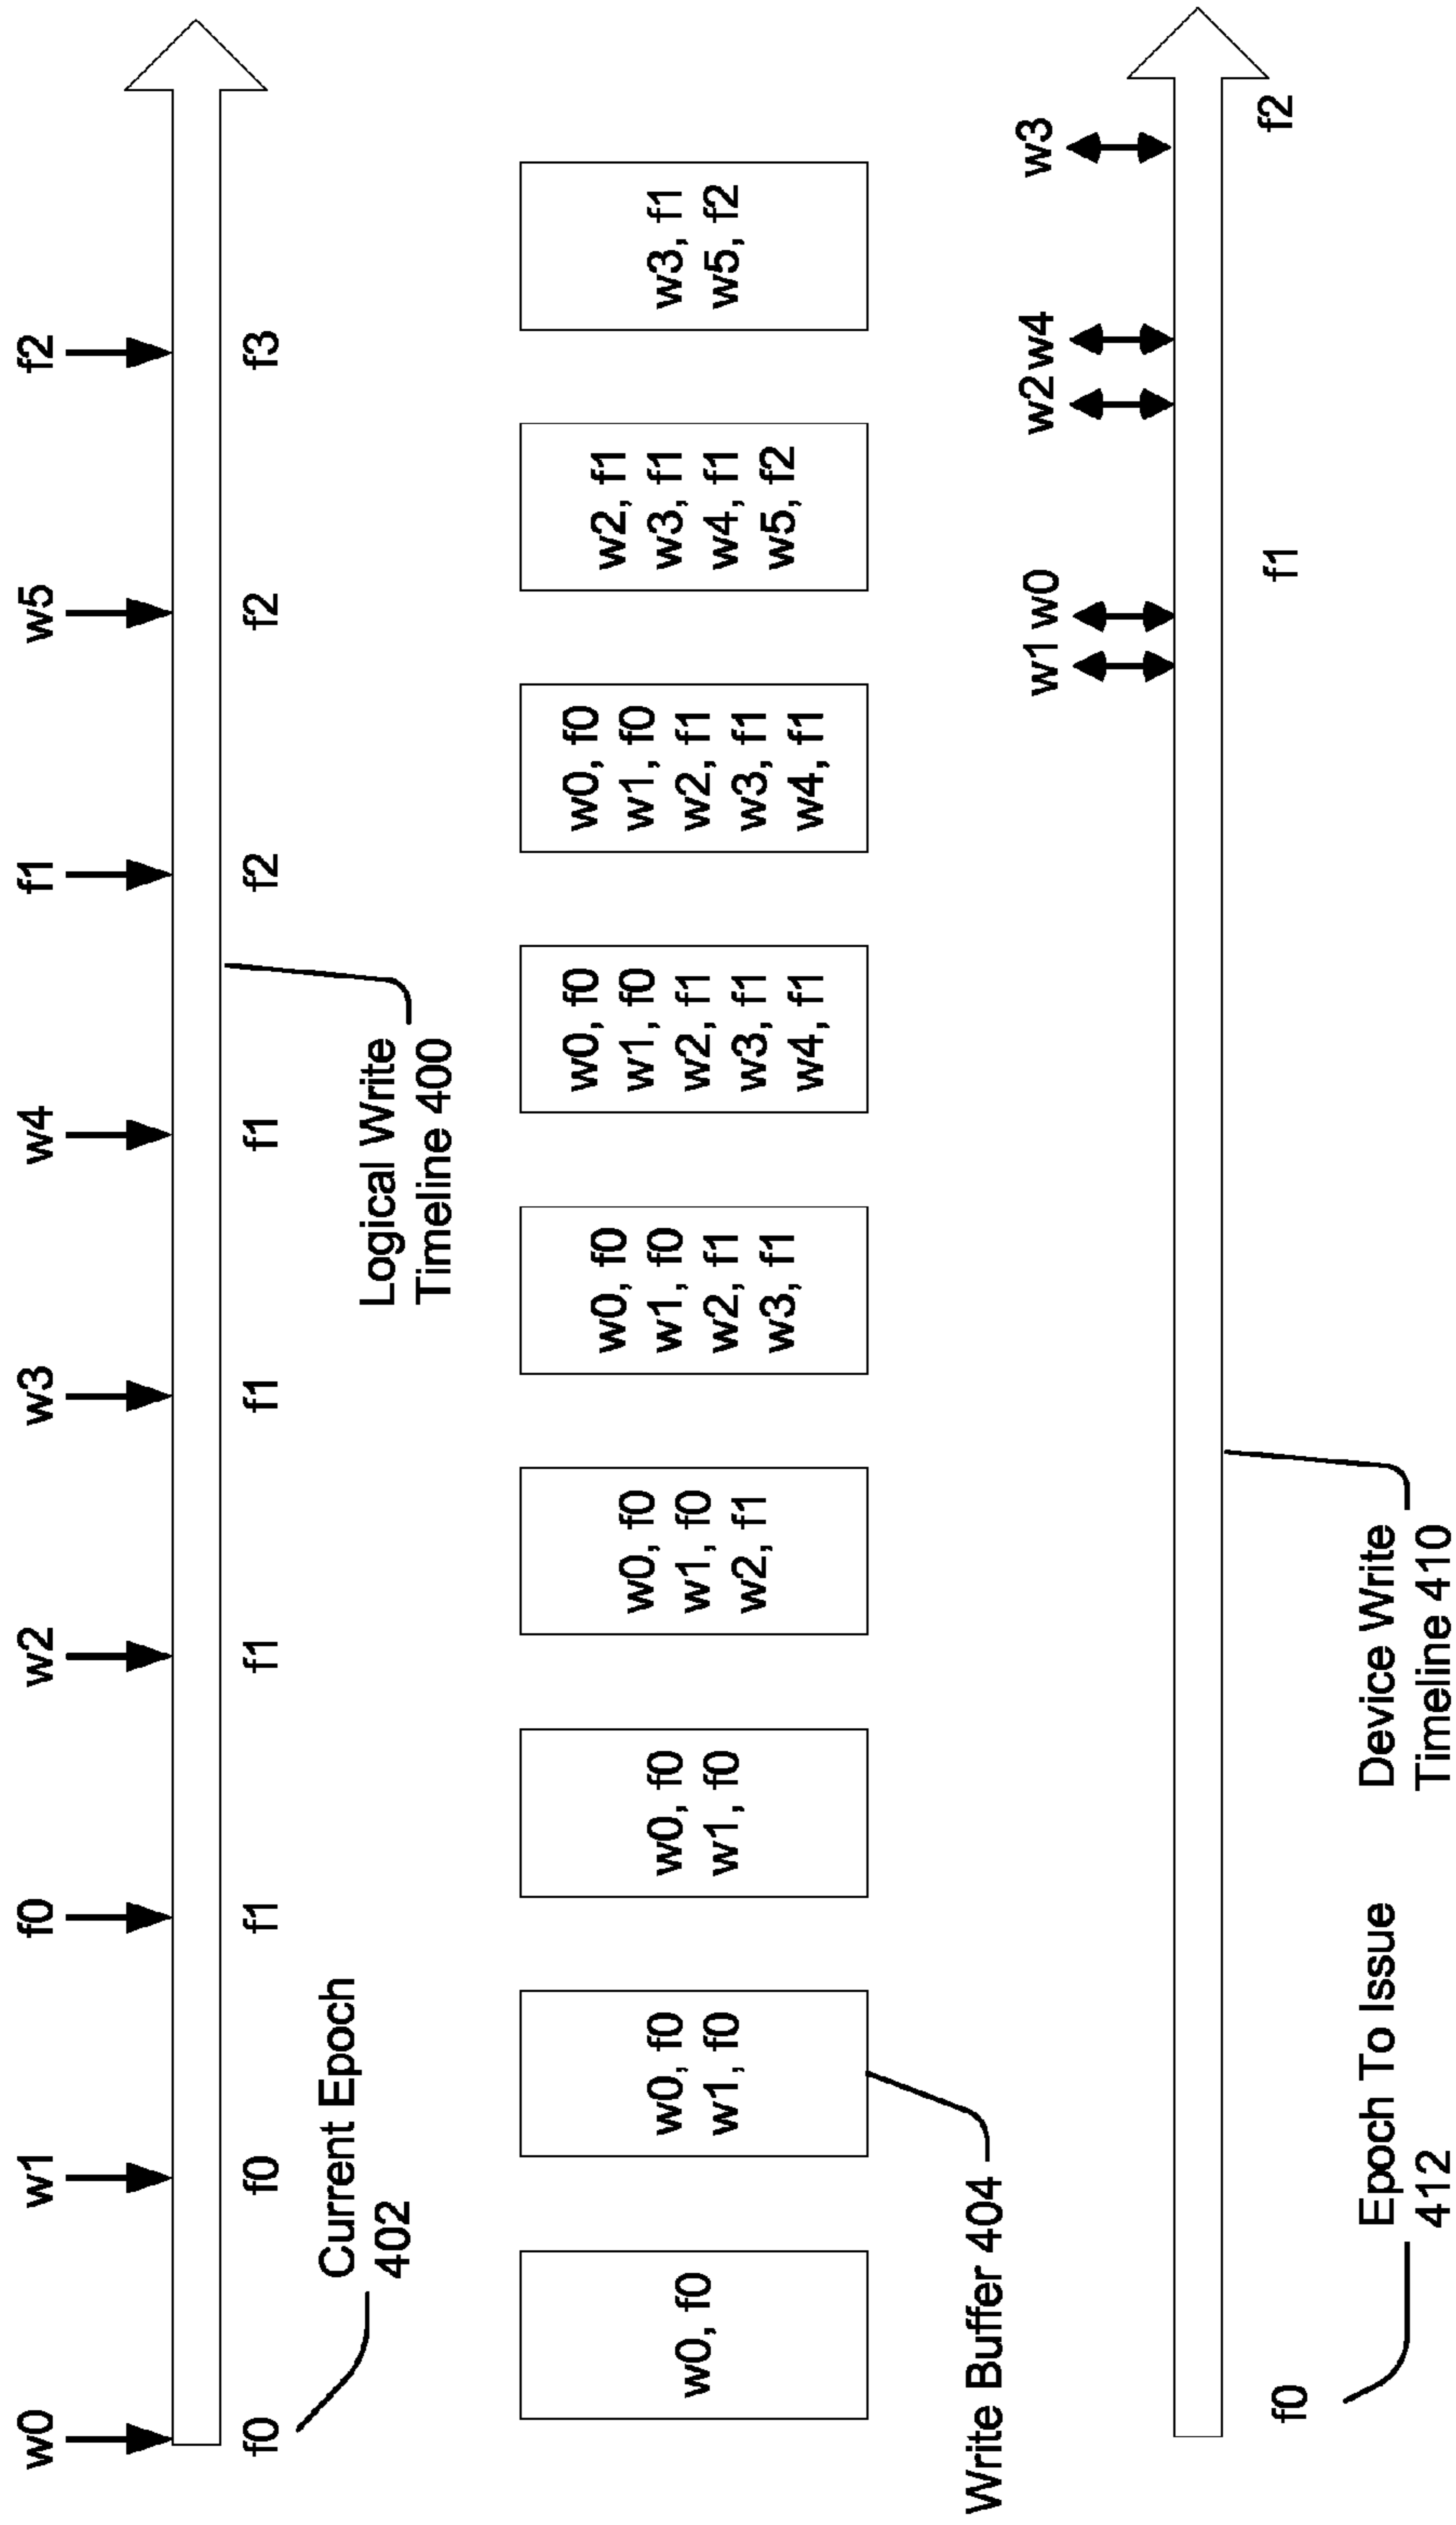 w0 w1 f0 w2 w3 w4 f1 w5 f2
f0 f0 f1 f1 f1 f1 f2 f2 f3
Current Epoch
402
Logical Write
Timeline 400
w0, f0
w0, f0
w1, f0
w0, f0
w1, f0
w0, f0
w1, f0
w2, f1
w0, f0
w1, f0
w2, f1
w3, f1
w0, f0
w1, f0
w2, f1
w3, f1
w4, f1
w0, f0
w1, f0
w2, f1
w3, f1
w4, f1
w2, f1
w3, f1
w4, f1
w5, f2
w3, f1
w5, f2
Write Buffer 404
w1 w0 w2 w4 w3
f0 f1 f2
Epoch To Issue
412
Device Write
Timeline 410